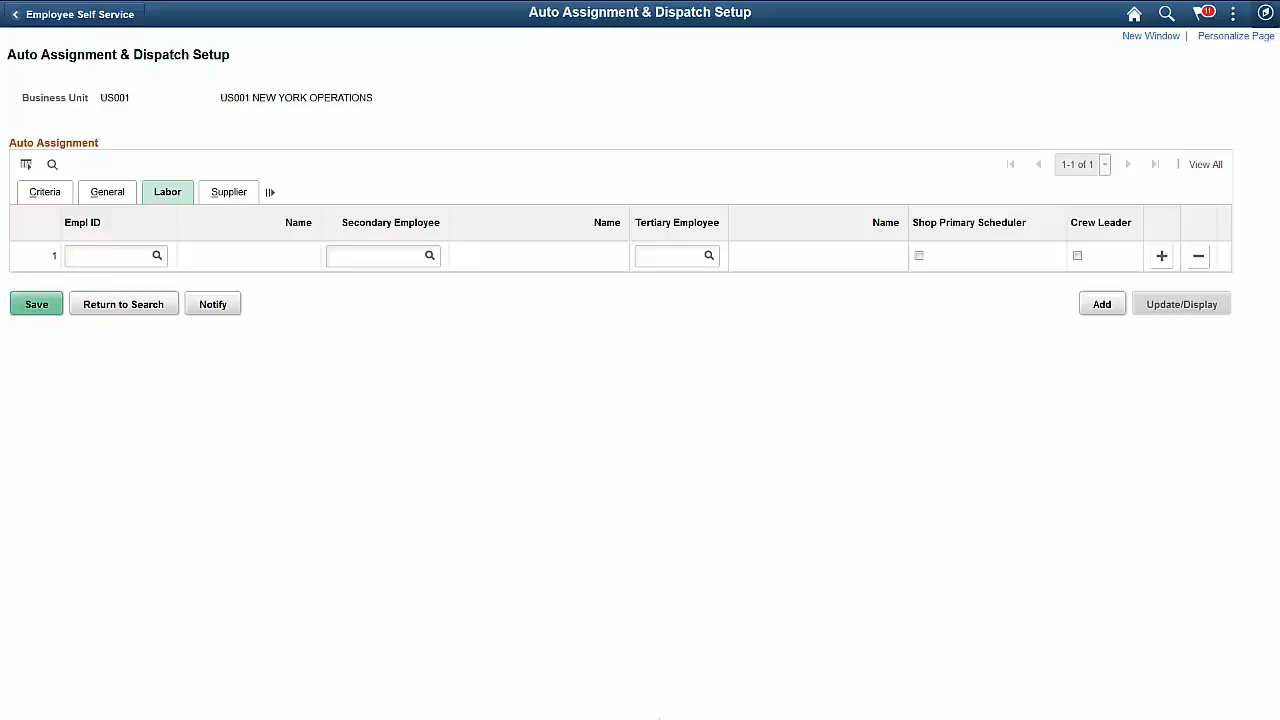 Employee Self Service
Auto Assignment & Dispatch Setup
11
New Window | Personalize Page
Auto Assignment & Dispatch Setup
Business Unit US001 US001 NEW YORK OPERATIONS
Auto Assignment
1-1 of 1 | View All
Criteria General Labor Supplier
Empl ID Name Secondary Employee Name Tertiary Employee Name Shop Primary Scheduler Crew Leader
1
Save Return to Search Notify Add Update/Display